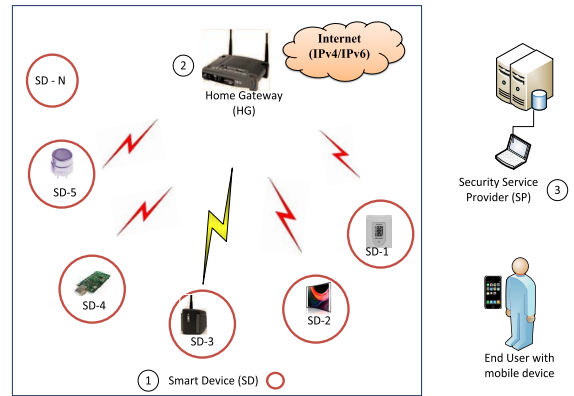 Internet
(IPv4/IPv6)
2
SD - N
Home Gateway
(HG)
SD-5
Security Service
Provider (SP)
3
SD-1
SD-4
SD-2
SD-3
End User with
mobile device
1 Smart Device (SD)